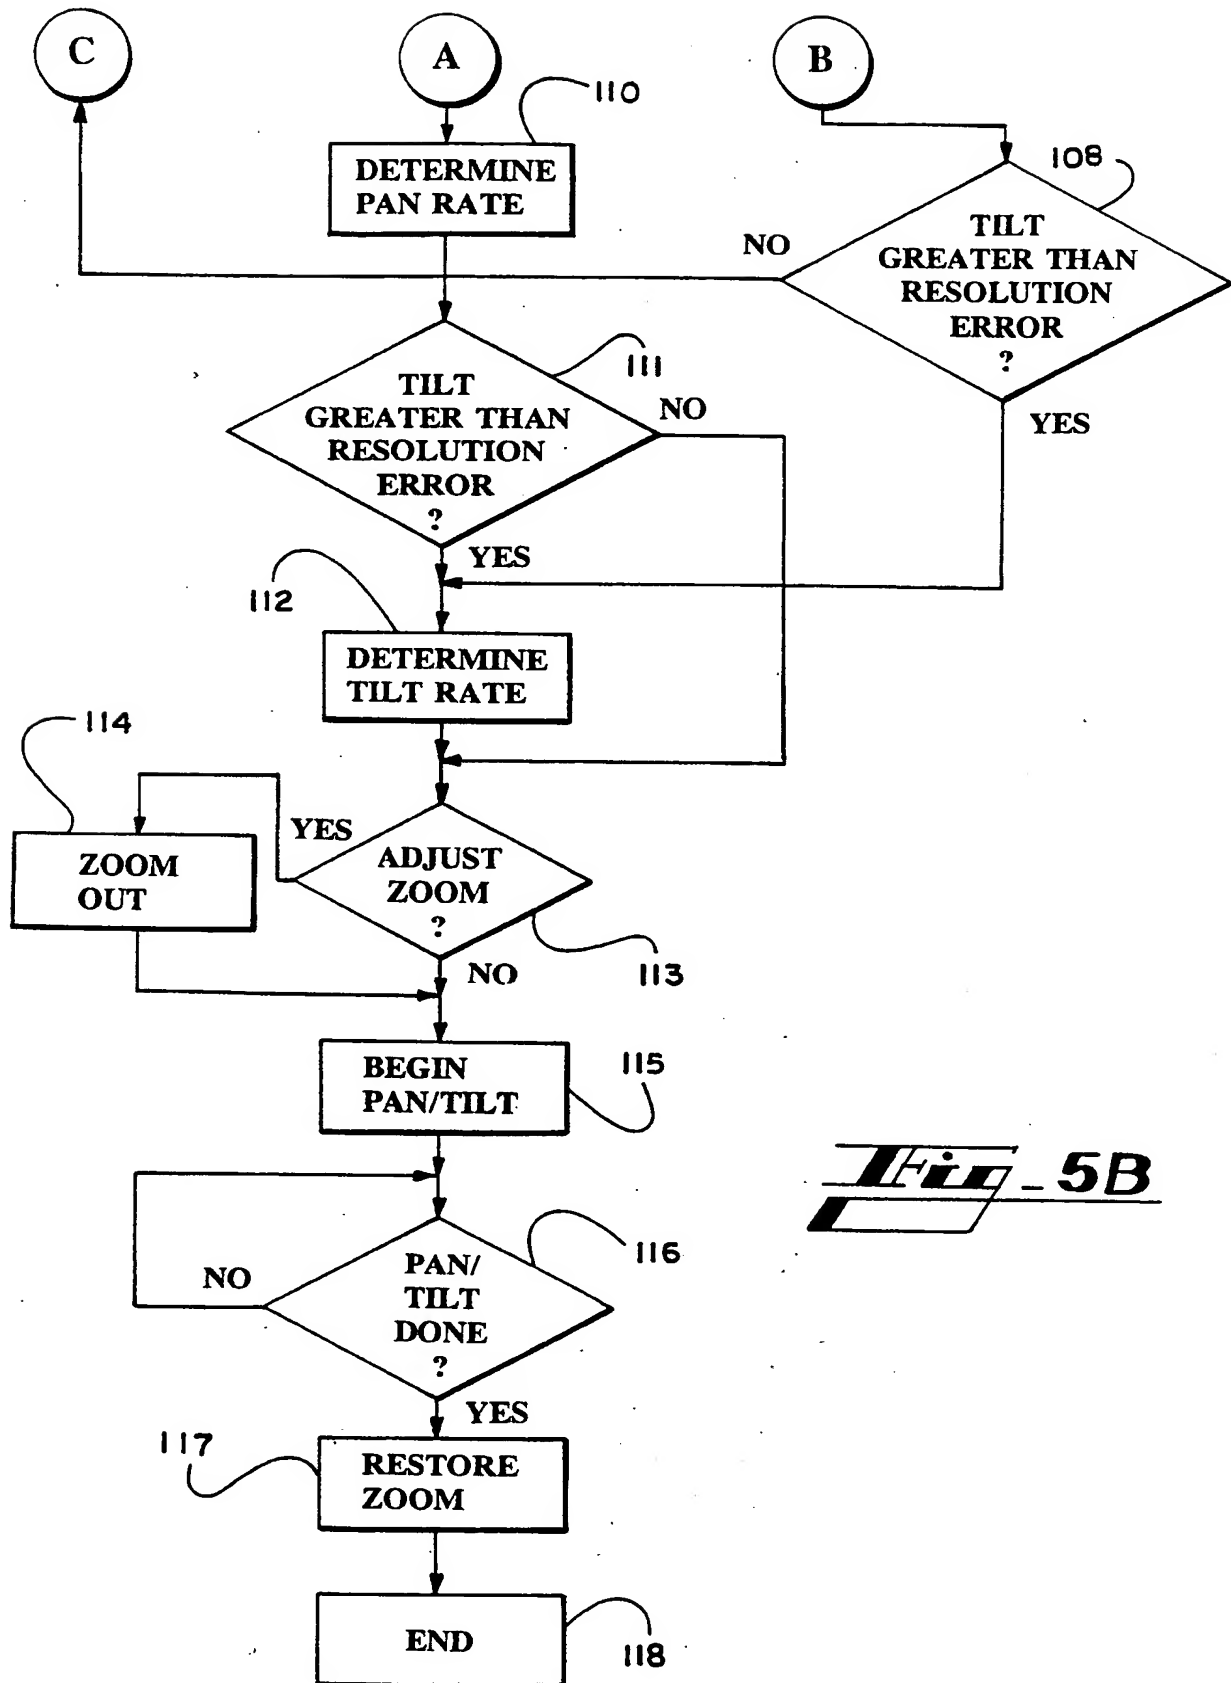 C
A
B
110
DETERMINE
PAN RATE
108
TILT
GREATER THAN
RESOLUTION
ERROR
?
NO
YES
111
TILT
GREATER THAN
RESOLUTION
ERROR
?
NO
YES
112
DETERMINE
TILT RATE
114
ZOOM
OUT
YES
ADJUST
ZOOM
?
113
NO
BEGIN
PAN/TILT
115
Fig_5B
116
PAN/
TILT
DONE
?
NO
YES
117
RESTORE
ZOOM
END
118